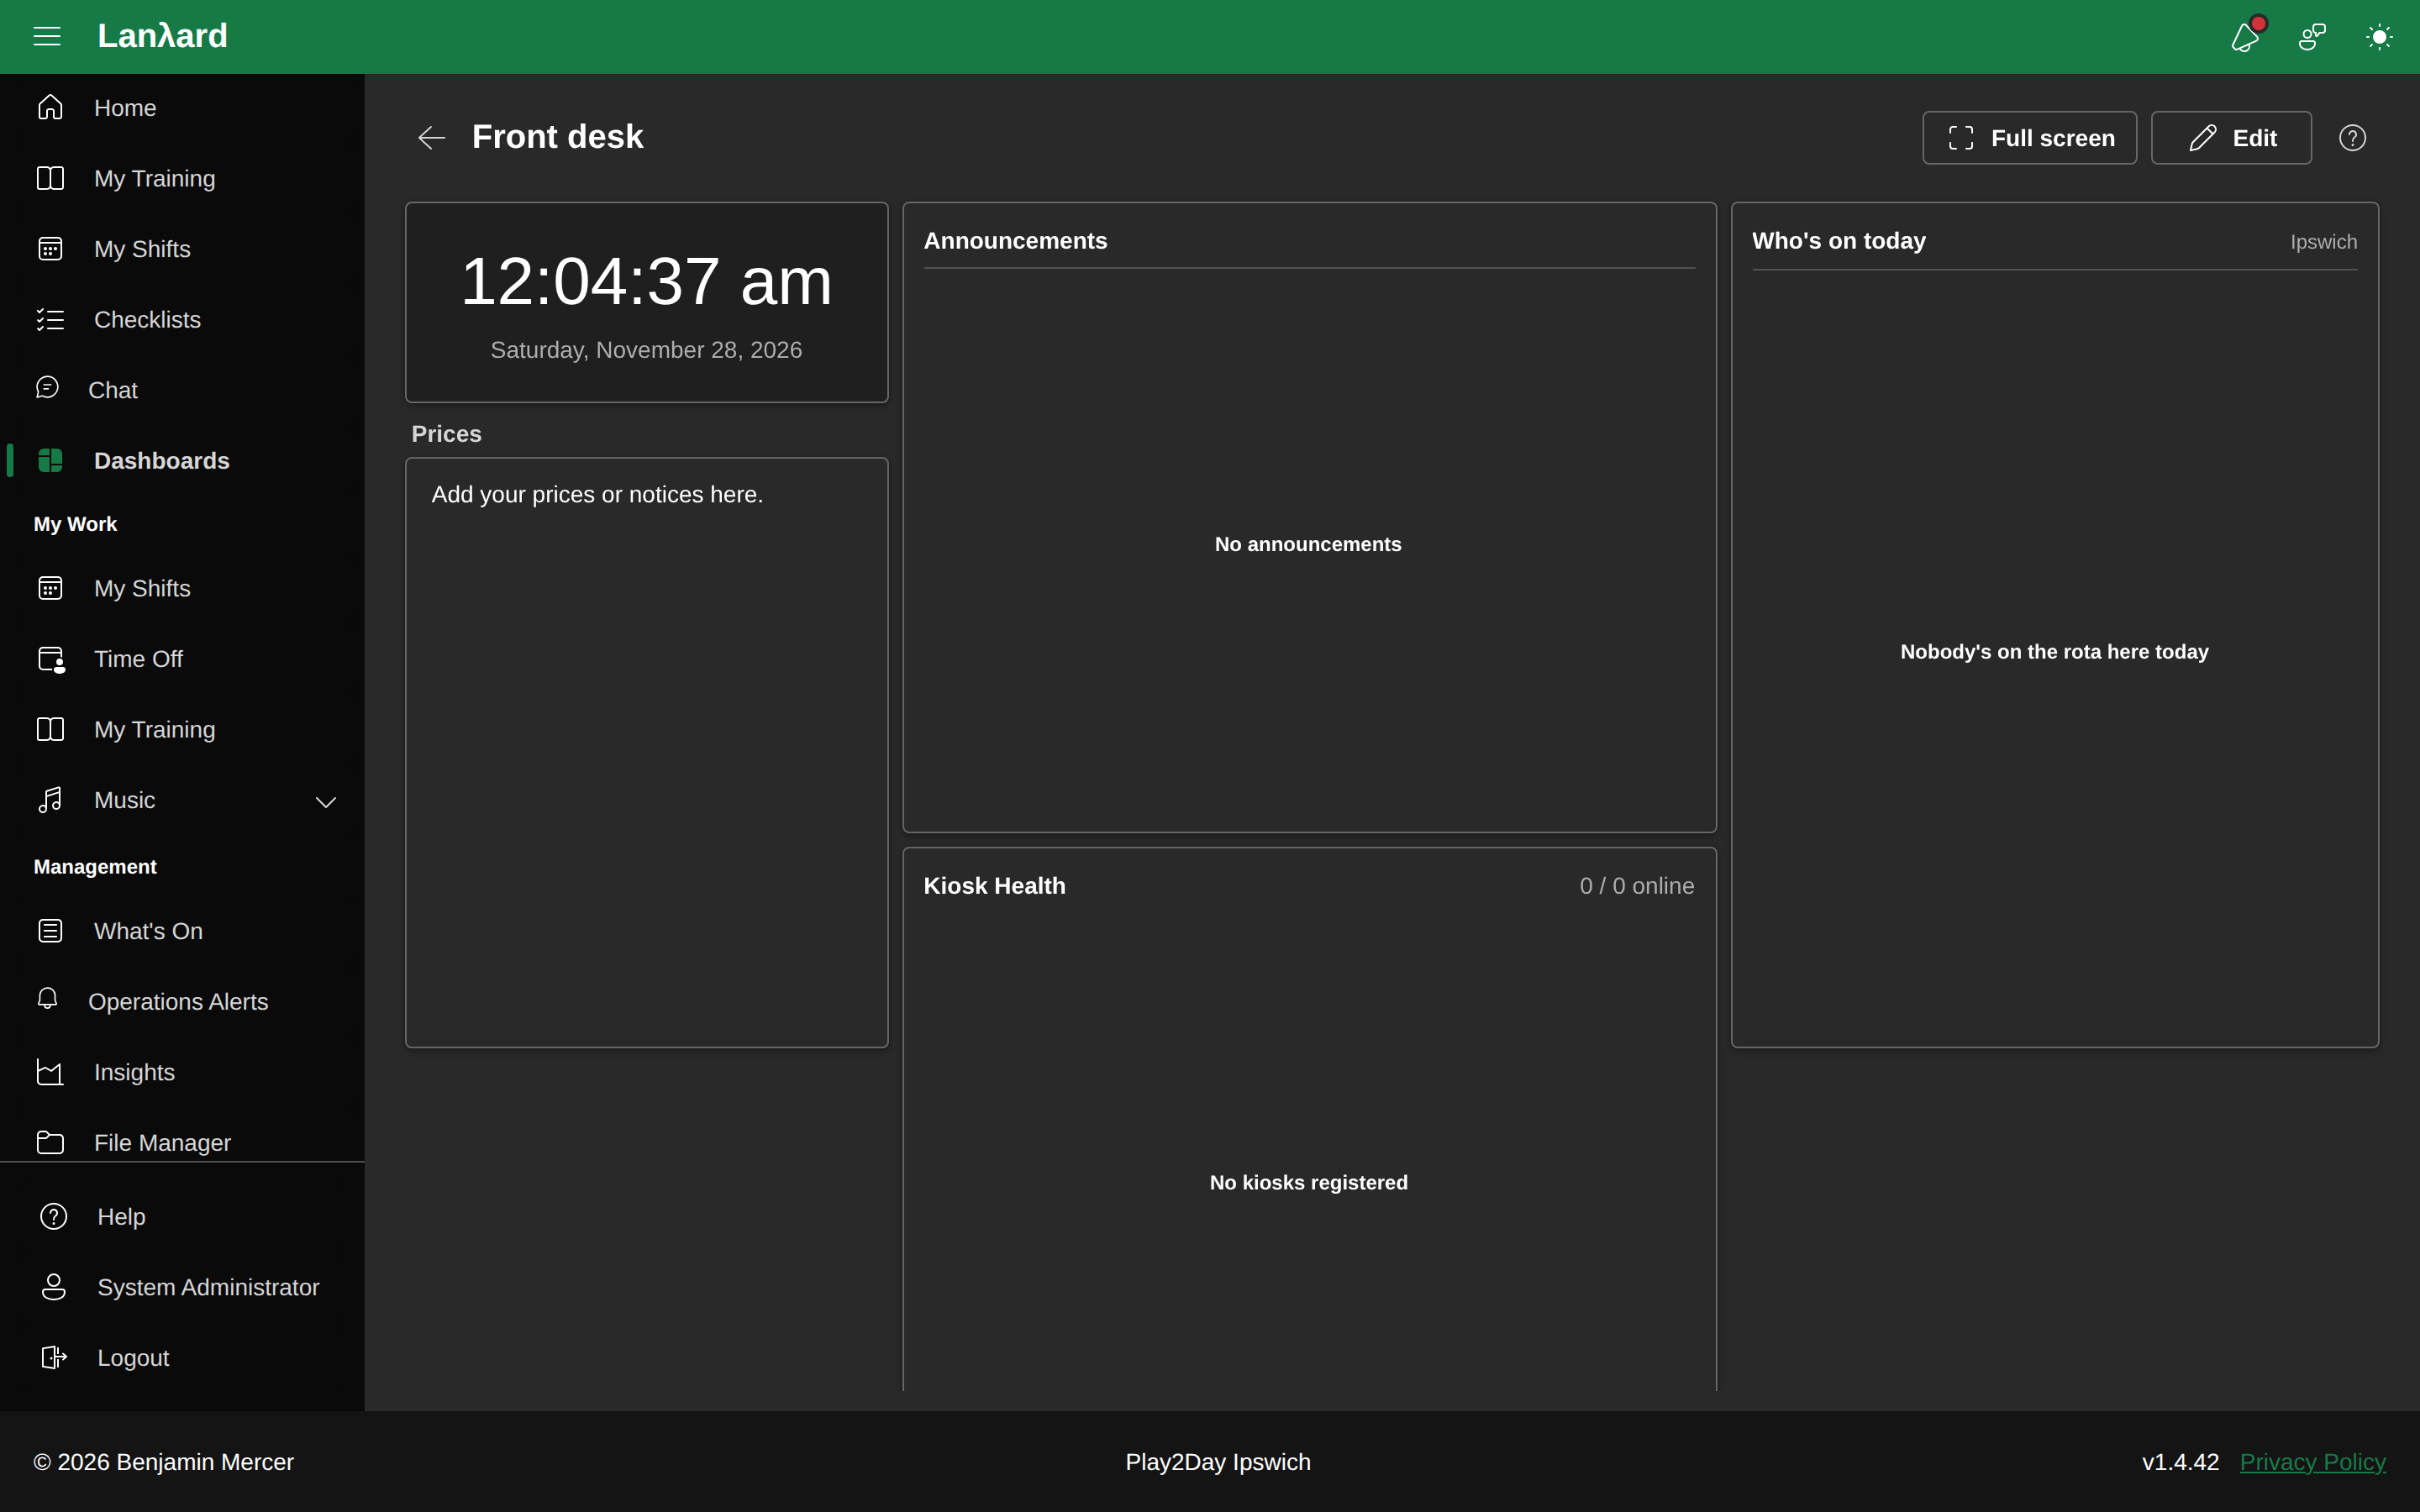 Lanλard
Home
My Training
My Shifts
Checklists
Chat
Dashboards
My Work
My Shifts
Time Off
My Training
Music
Management
What's On
Operations Alerts
Insights
File Manager
Help
System Administrator
Logout
Front desk
Full screen
Edit
12:04:37 am
Saturday, November 28, 2026
Prices
Add your prices or notices here.
Announcements
No announcements
Kiosk Health
0 / 0 online
No kiosks registered
Who's on today
Ipswich
Nobody's on the rota here today
© 2026 Benjamin Mercer
Play2Day Ipswich
v1.4.42
Privacy Policy